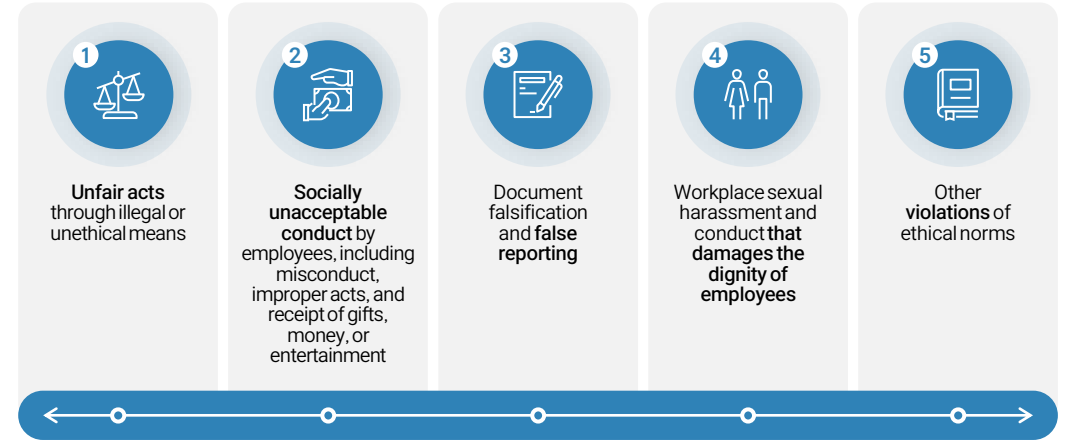 1
Unfair acts
through illegal or
unethical means
2
Socially
unacceptable
conduct by
employees, including
misconduct,
improper acts, and
receipt of gifts,
money, or
entertainment
3
Document
falsification
and false
reporting
4
Workplace sexual
harassment and
conduct that
damages the
dignity of
employees
5
Other
violations of
ethical norms